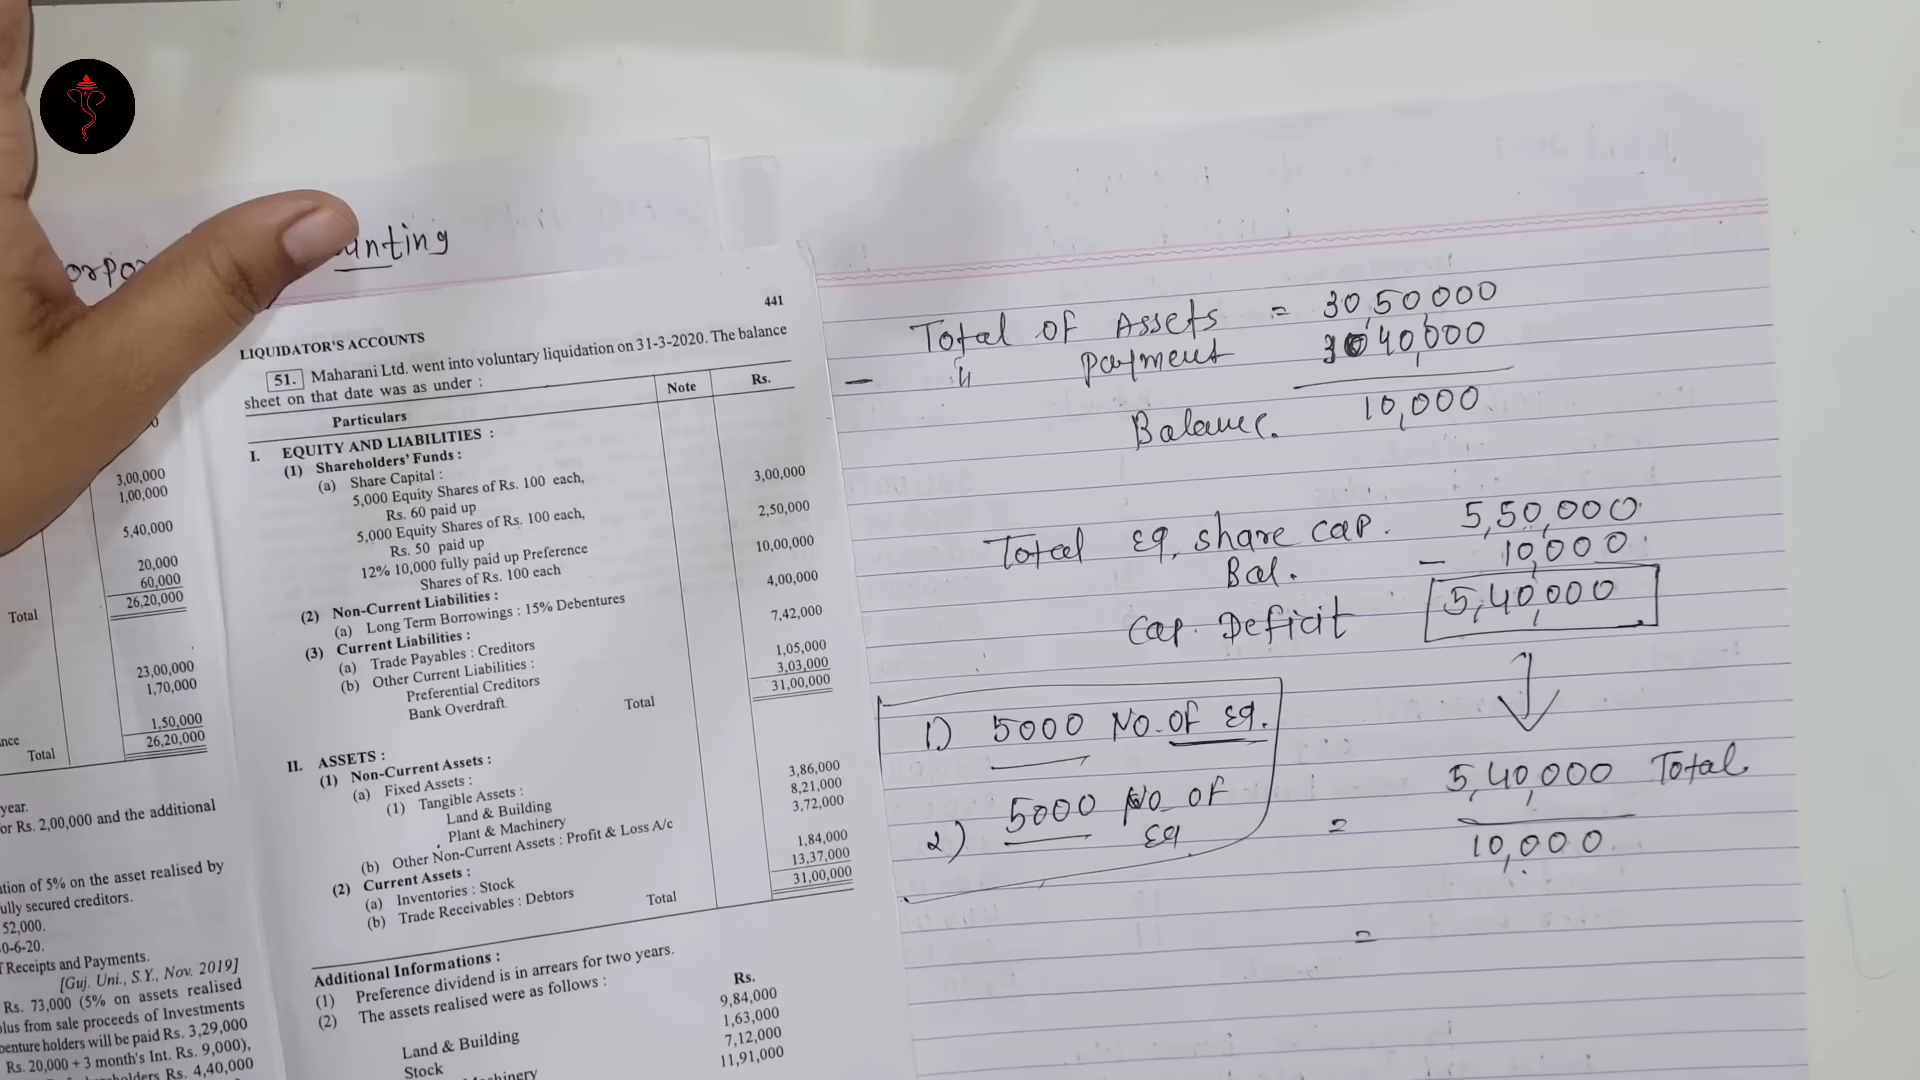 unting
3,00,000
1,00,000
5,40,000
20,000
60,000
26,20,000
Total
23,00,000
1,70,000
1,50,000
26,20,000
Total
year.
or Rs. 2,00,000 and the additional
tion of 5% on the asset realised by
ully secured creditors.
52,000.
0-6-20.
f Receipts and Payments.
[Guj. Uni., S.Y., Nov. 2019]
Rs. 73,000 (5% on assets realised
plus from sale proceeds of Investments
benture holders will be paid Rs. 3,29,000
Rs. 20,000 + 3 month's Int. Rs. 9,000),
Rs. 4,40,000
441
LIQUIDATOR'S ACCOUNTS
51. Maharani Ltd. went into voluntary liquidation on 31-3-2020. The balance
sheet on that date was as under :
Particulars Note Rs.
I. EQUITY AND LIABILITIES :
(1) Shareholders' Funds :
(a) Share Capital :
5,000 Equity Shares of Rs. 100 each,
Rs. 60 paid up 3,00,000
5,000 Equity Shares of Rs. 100 each,
Rs. 50 paid up 2,50,000
12% 10,000 fully paid up Preference
Shares of Rs. 100 each 10,00,000
(2) Non-Current Liabilities :
(a) Long Term Borrowings : 15% Debentures 4,00,000
(3) Current Liabilities :
(a) Trade Payables : Creditors 7,42,000
(b) Other Current Liabilities :
Preferential Creditors 1,05,000
Bank Overdraft 3,03,000
Total 31,00,000
II. ASSETS :
(1) Non-Current Assets :
(a) Fixed Assets :
(1) Tangible Assets :
Land & Building 3,86,000
Plant & Machinery 8,21,000
(b) Other Non-Current Assets : Profit & Loss A/c 3,72,000
(2) Current Assets :
(a) Inventories : Stock 1,84,000
(b) Trade Receivables : Debtors 13,37,000
Total 31,00,000
Additional Informations :
(1) Preference dividend is in arrears for two years.
(2) The assets realised were as follows :
Rs.
Land & Building 9,84,000
Stock 1,63,000
7,12,000
11,91,000
Total of Assets = 30,50,000
- " Payment 3040,000
Balance. 10,000
Total Eq. share cap. 5,50,000
Bal. - 10,000
Cap. Deficit 5,40,000
1) 5000 No. of Eq.
2) 5000 No of
Eq
= 5,40,000 Total
10,000
=